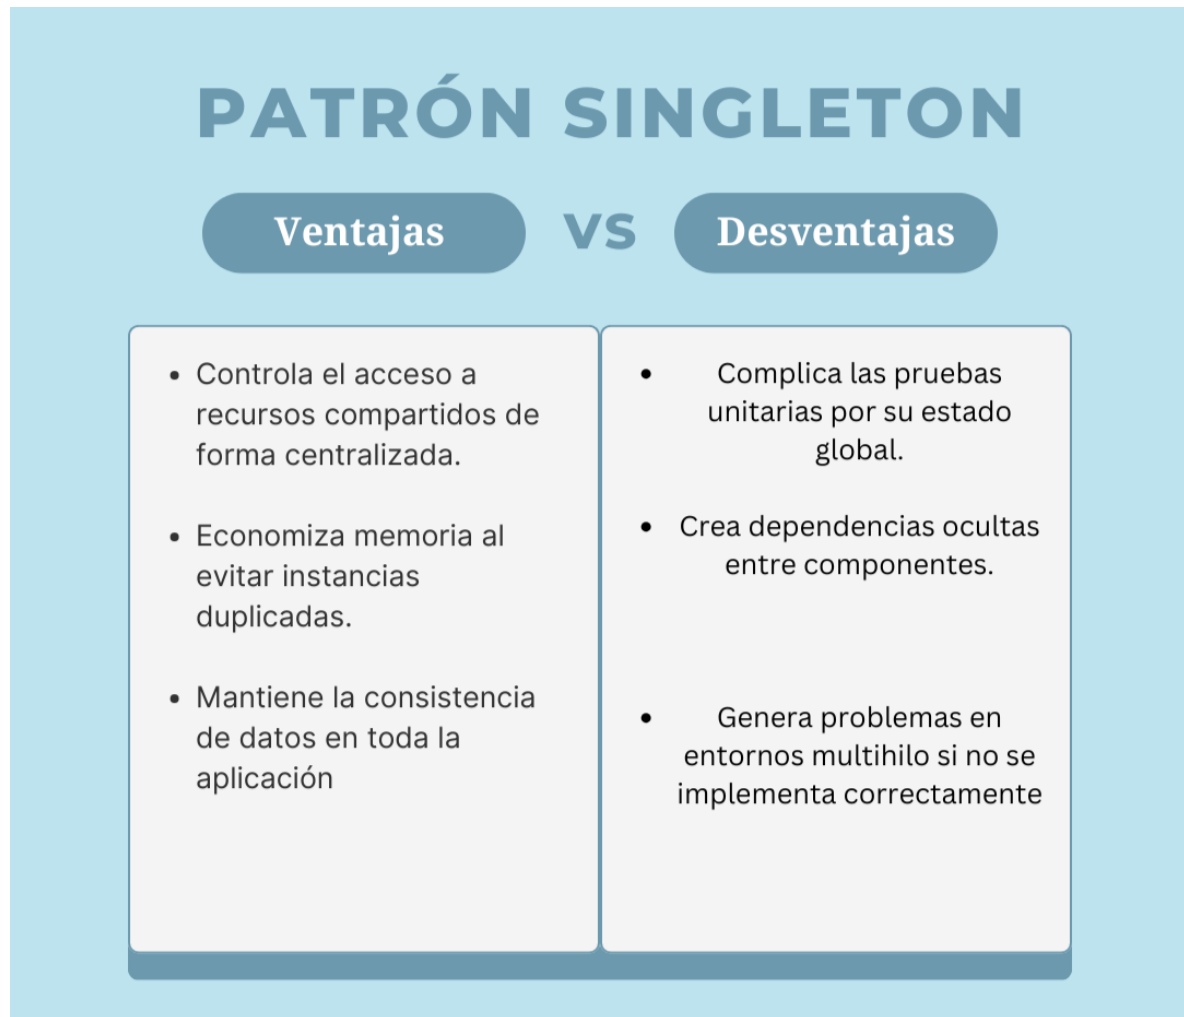 PATRÓN SINGLETON
Ventajas VS Desventajas
• Controla el acceso a
recursos compartidos de
forma centralizada.
• Economiza memoria al
evitar instancias
duplicadas.
• Mantiene la consistencia
de datos en toda la
aplicación
• Complica las pruebas
unitarias por su estado
global.
• Crea dependencias ocultas
entre componentes.
• Genera problemas en
entornos multihilo si no se
implementa correctamente